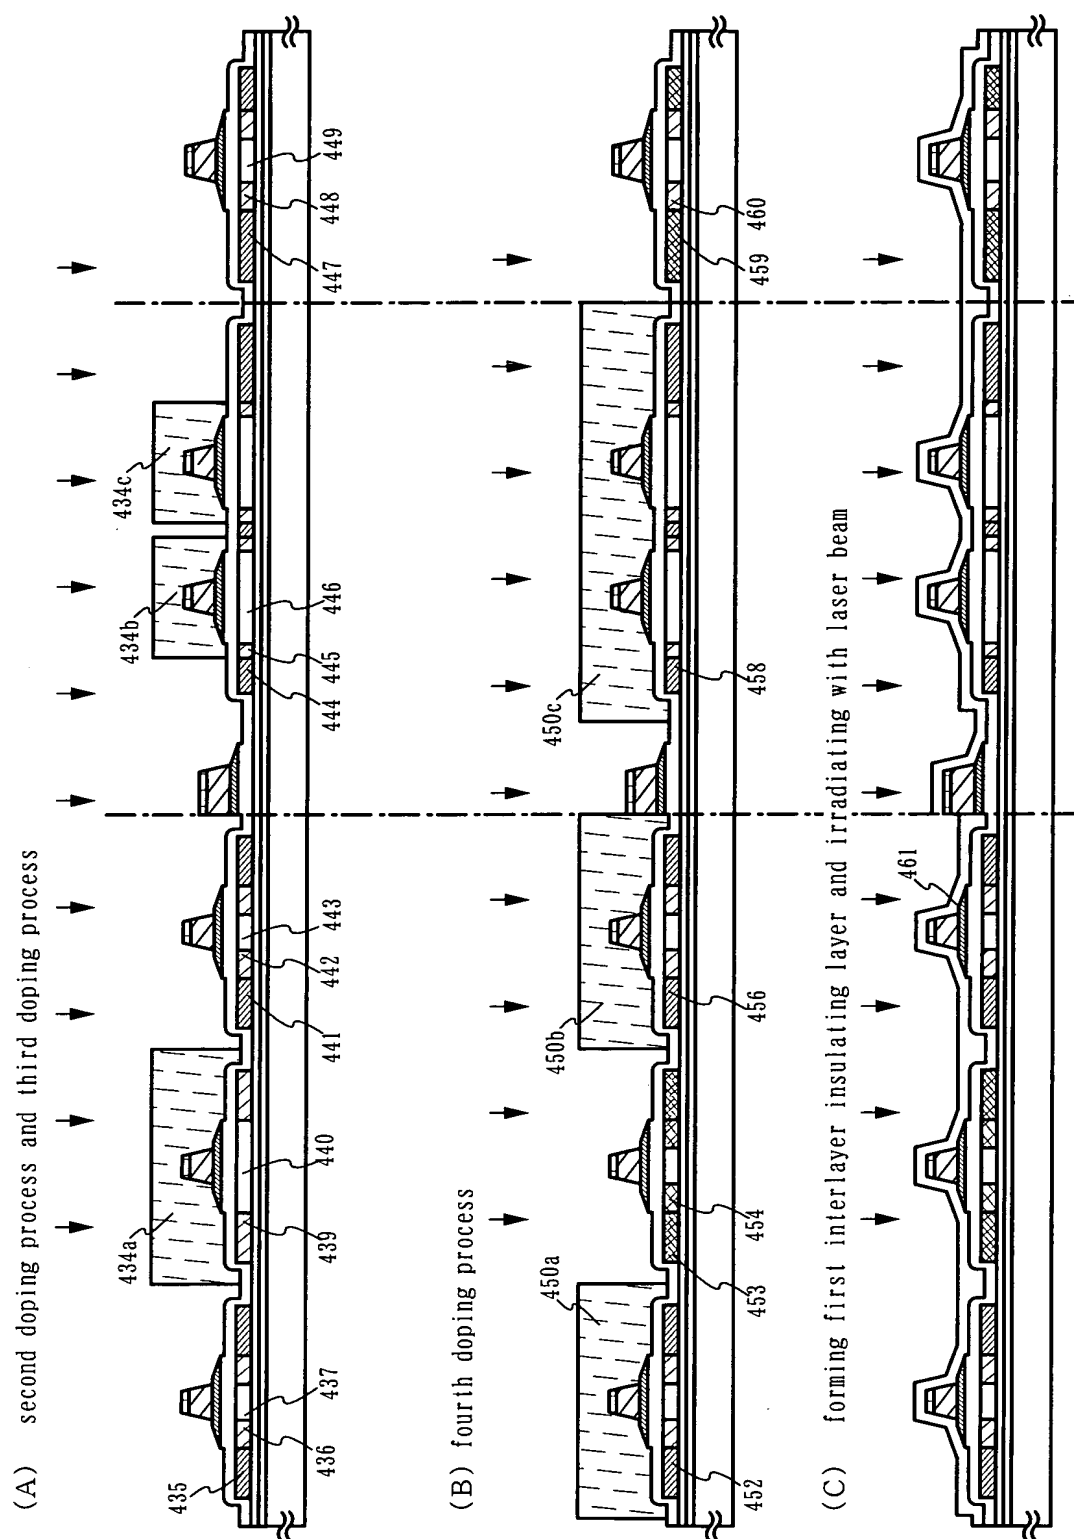 (A) second doping process and third doping process
434a
434b
434c
435
436
437
439
440
441
442
443
444
445
446
447
448
449
(B) fourth doping process
450a
450b
450c
452
453
454
456
458
459
460
(C) forming first interlayer insulating layer and irradiating with laser beam
461